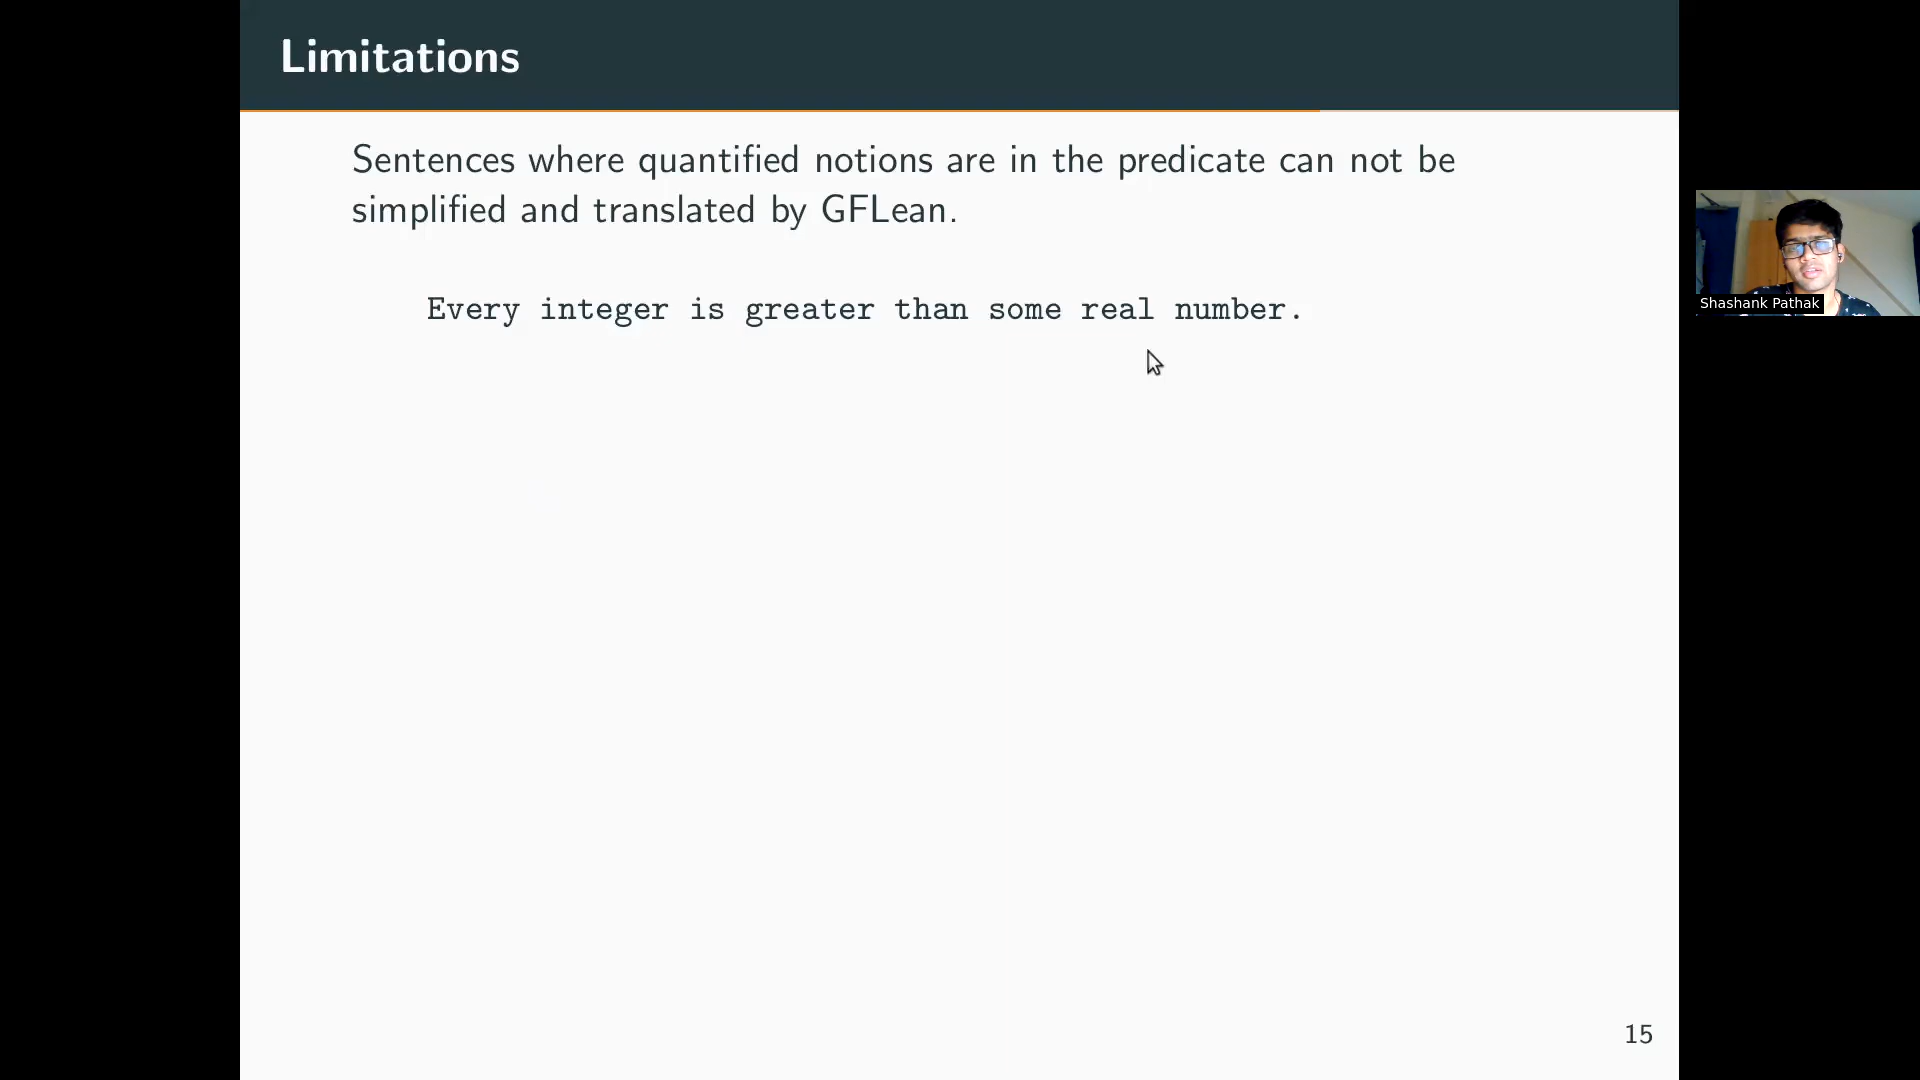 Limitations
Sentences where quantified notions are in the predicate can not be
simplified and translated by GFLean.
Every integer is greater than some real number.
Shashank Pathak
15